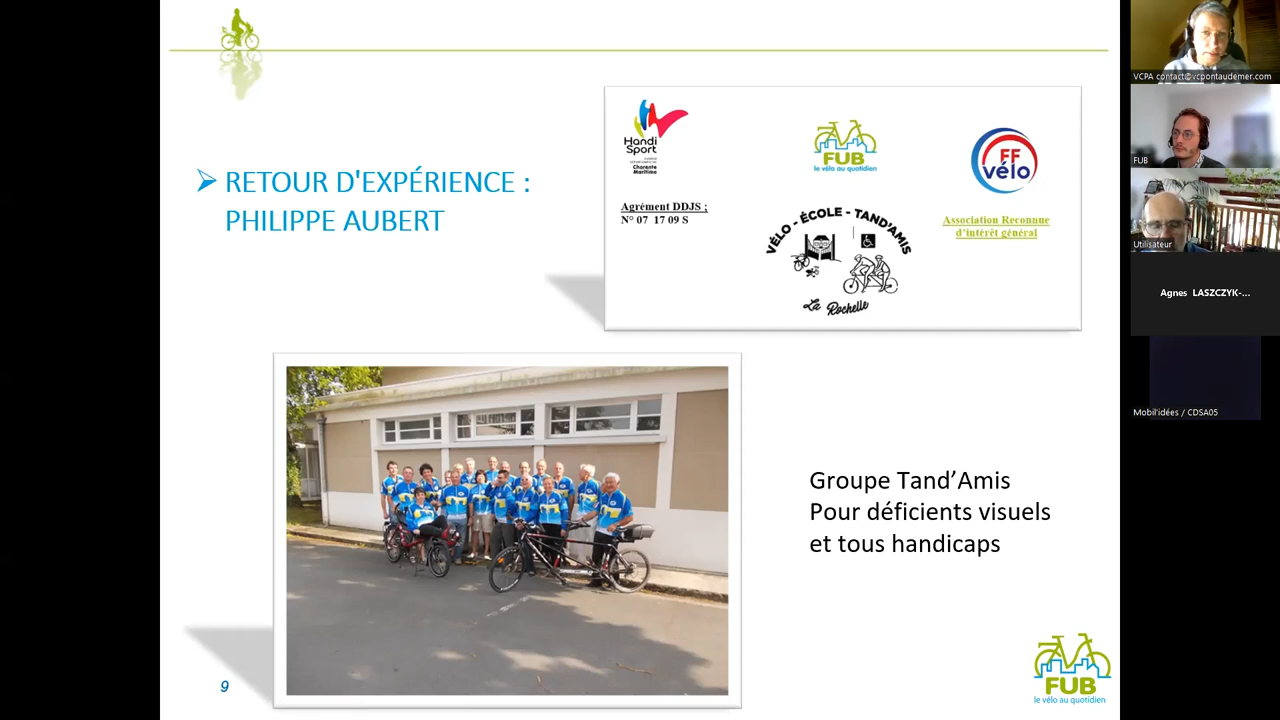 ➢ RETOUR D'EXPÉRIENCE :
PHILIPPE AUBERT
Handi
Sport
Charente
Maritime
Agrément DDJS ;
N° 07 17 09 S
FUB
le vélo au quotidien
VÉLO - ÉCOLE - TAND'AMIS
La Rochelle
FF
vélo
Association Reconnue
d'intérêt général
Groupe Tand’Amis
Pour déficients visuels
et tous handicaps
9
FUB
le vélo au quotidien
VCPA contact@vcpontaudemer.com
FUB
Utilisateur
Agnes LASZCZYK-...
Mobil'idées / CDSA05